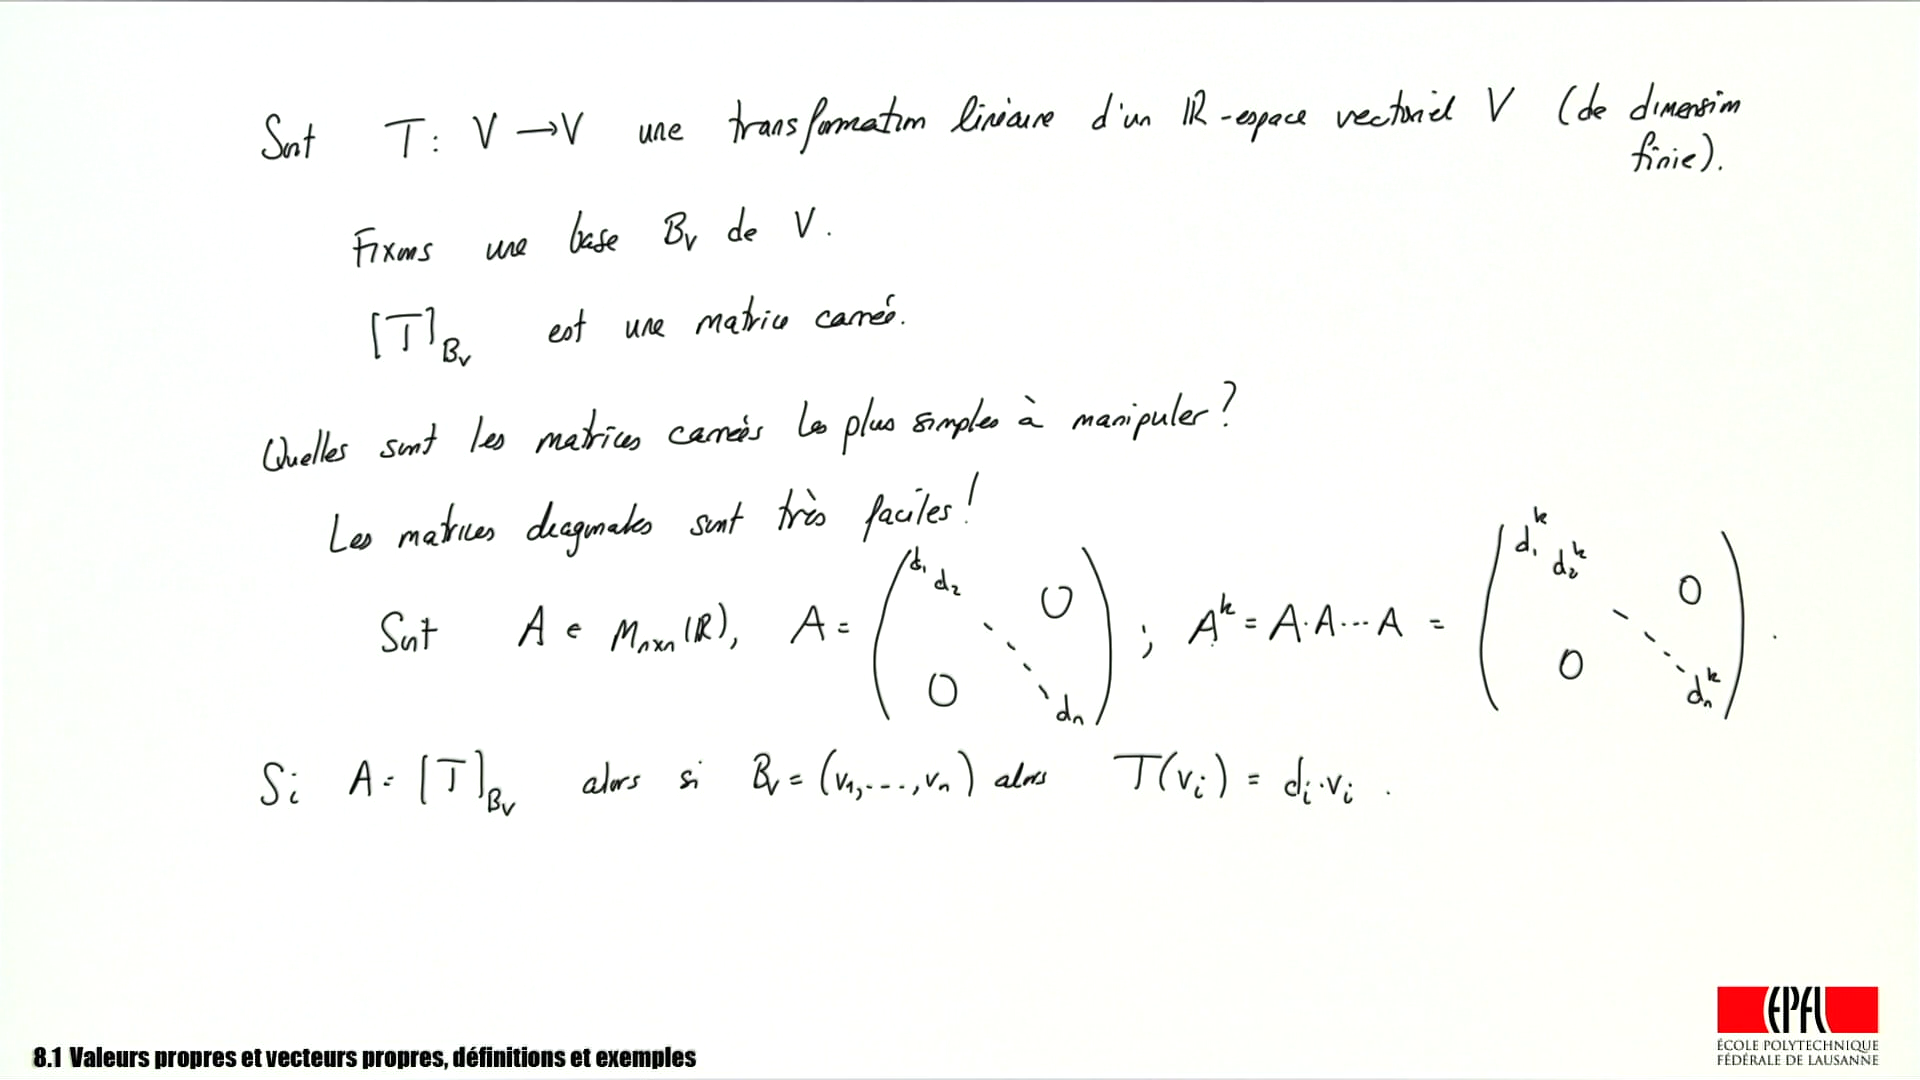 Soit T: V → V une transformation linéaire d'un ℝ-espace vectoriel V (de dimension
finie).
Fixons une base B_V de V.
[T]_{B_V} est une matrice carrée.
Quelles sont les matrices carrées les plus simples à manipuler?
Les matrices diagonales sont très faciles!
Soit A ∈ M_{n×n}(ℝ), A = (d_1 d_2 0 0 d_n) ; A^k = A·A···A = (d_1^k d_2^k 0 0 d_n^k).
Si A = [T]_{B_V} alors si B_V = (v_1,...,v_n) alors T(v_i) = d_i·v_i.
EPFL
ÉCOLE POLYTECHNIQUE
FÉDÉRALE DE LAUSANNE
8.1 Valeurs propres et vecteurs propres, définitions et exemples